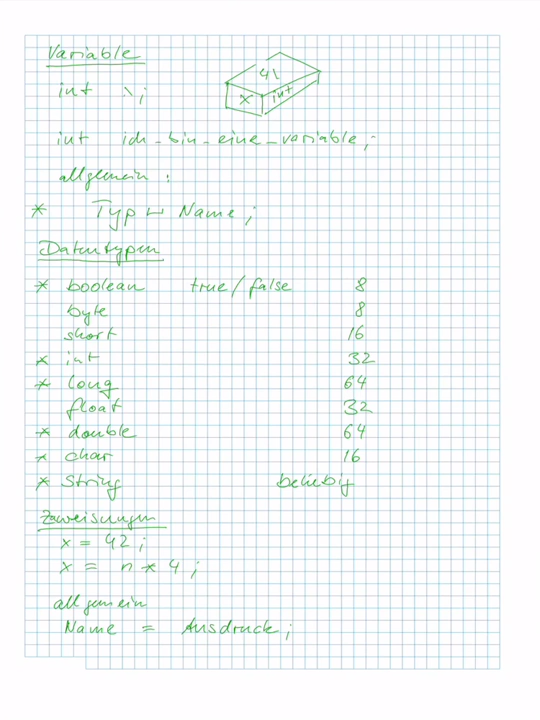 Variable
int x;
42
x int
int ich_bin_eine_variable;
allgemein:
* Typ ⌴ Name;
Datentypen
* boolean true/false 8
byte 8
short 16
* int 32
* long 64
float 32
* double 64
* char 16
* String beliebig
Zuweisungen
x = 42;
x = n * 4;
allgemein
Name = Ausdruck;